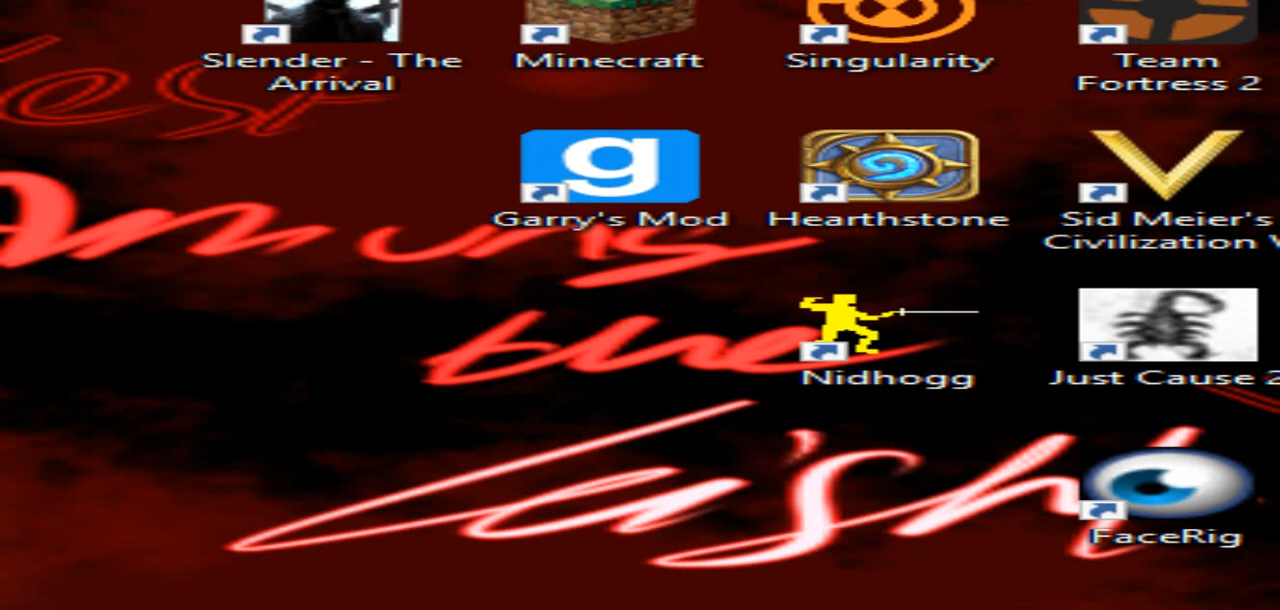 Slender - The
Arrival
Minecraft
Singularity
Team
Fortress 2
Garry's Mod
Hearthstone
Sid Meier's
Civilization V
Nidhogg
Just Cause 2
FaceRig
the